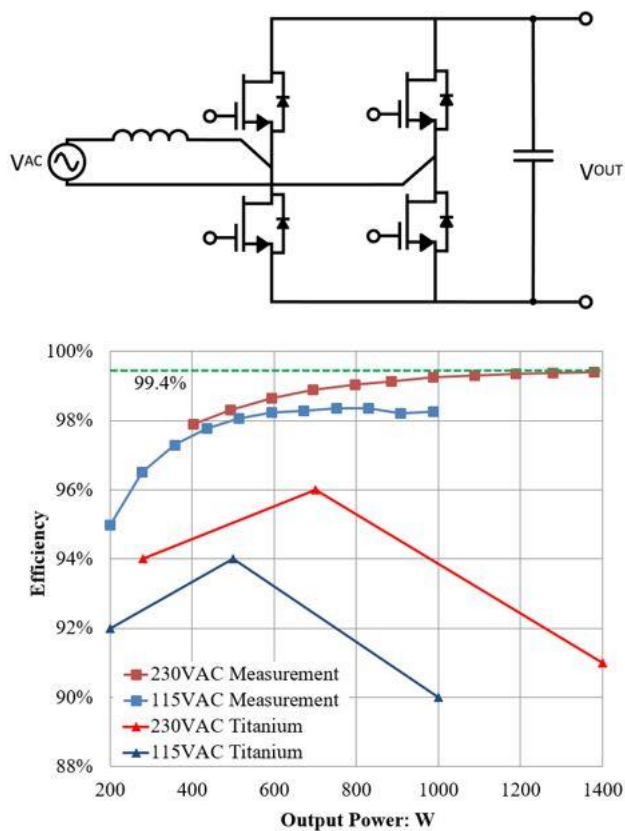 VAC
VOUT
100%
99.4%
98%
96%
94%
92%
90%
88%
Efficiency
230VAC Measurement
115VAC Measurement
230VAC Titanium
115VAC Titanium
200 400 600 800 1000 1200 1400
Output Power: W